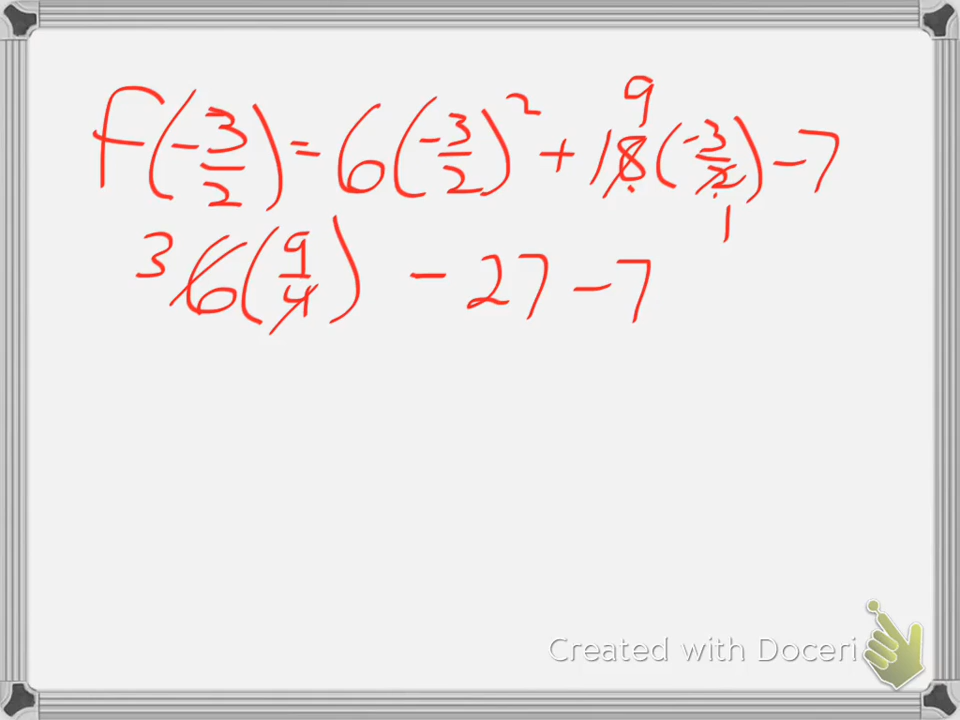 9
f(-3/2) = 6(-3/2)² + 18(-3/2) - 7
1
3 6(9/4) - 27 - 7
Created with Doceri